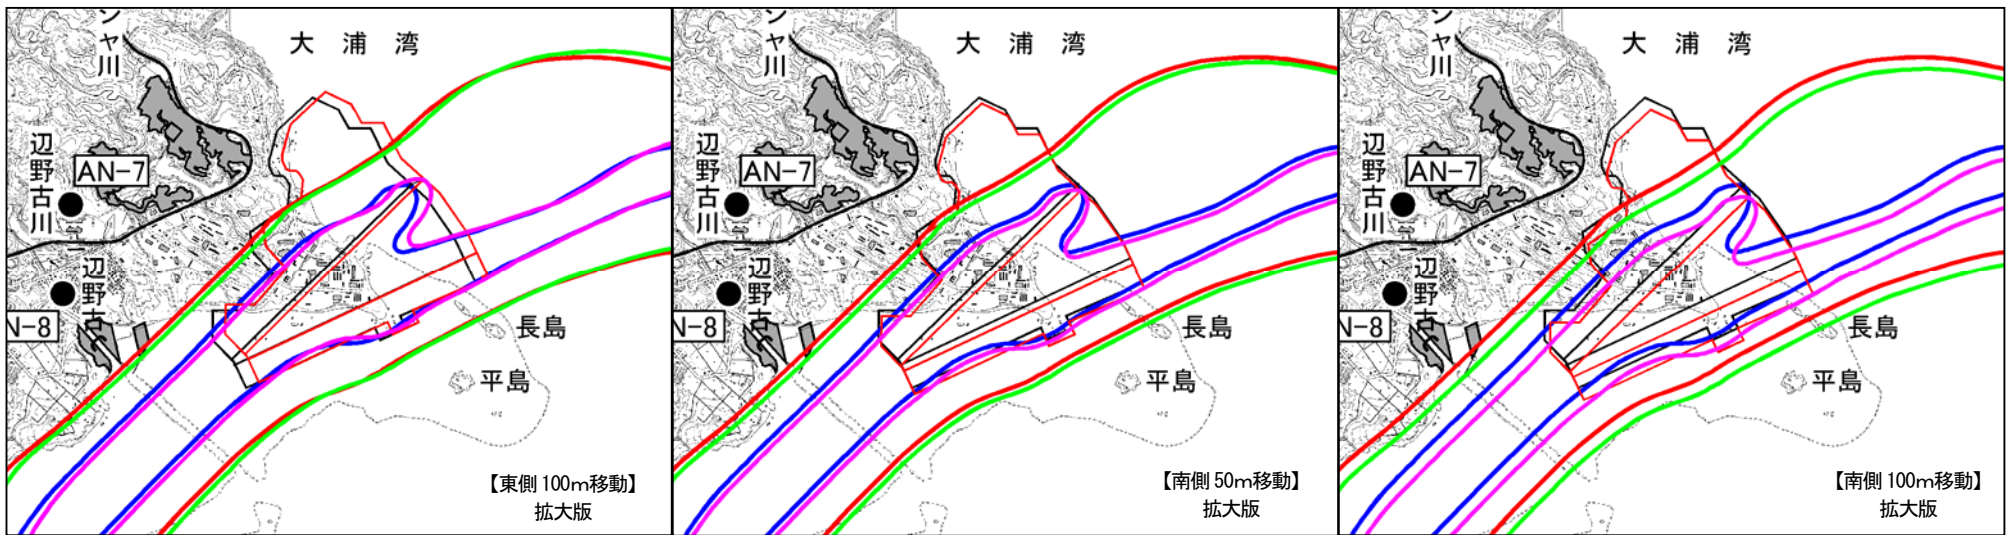 シャ川
大浦湾
辺野古川
AN-7
辺野古
N-8
長島
平島
【東側 100m移動】
拡大版
シャ川
大浦湾
辺野古川
AN-7
辺野古
N-8
長島
平島
【南側 50m移動】
拡大版
シャ川
大浦湾
辺野古川
AN-7
辺野古
N-8
長島
平島
【南側 100m移動】
拡大版